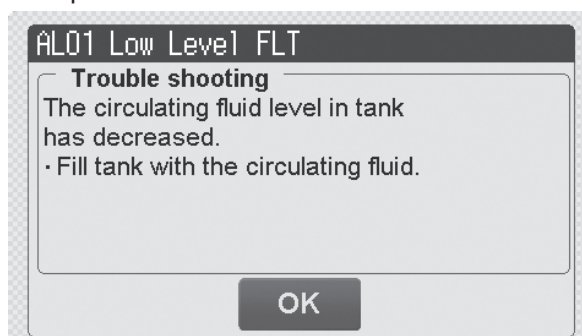 AL01 Low Level FLT
Trouble shooting
The circulating fluid level in tank
has decreased.
· Fill tank with the circulating fluid.
OK